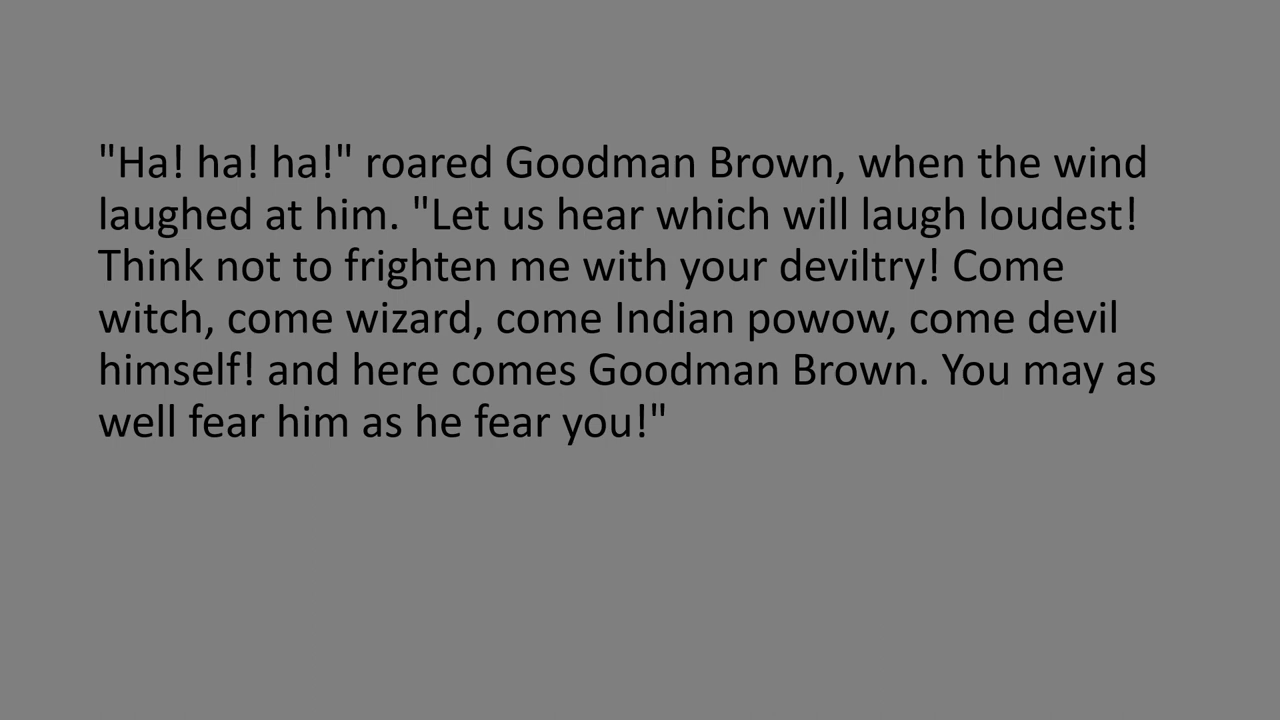 "Ha! ha! ha!" roared Goodman Brown, when the wind
laughed at him. "Let us hear which will laugh loudest!
Think not to frighten me with your deviltry! Come
witch, come wizard, come Indian powow, come devil
himself! and here comes Goodman Brown. You may as
well fear him as he fear you!"